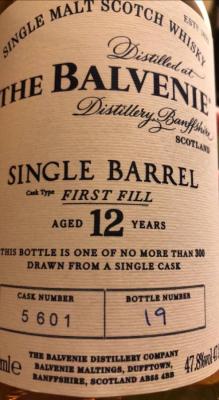 SINGLE MALT SCOTCH WHISKY
Distilled at
THE BALVENIE
Distillery, Banffshire
SCOTLAND
SINGLE BARREL
Cask Type FIRST FILL
AGED 12 YEARS
THIS BOTTLE IS ONE OF NO MORE THAN 300
DRAWN FROM A SINGLE CASK
CASK NUMBER
5601
BOTTLE NUMBER
19
THE BALVENIE DISTILLERY COMPANY
BALVENIE MALTINGS, DUFFTOWN,
BANFFSHIRE, SCOTLAND AB55 4BB
47.8%vol